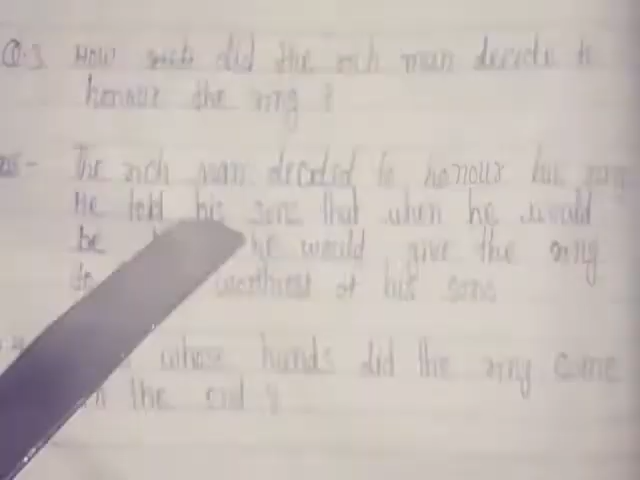 Q.3 How did the rich man decide to
honour the ring ?
The rich man decided to honour his ring
He told his sons that when he would
be he would give the ring
worthiest of his sons
whose hands did the ring come
the end ?